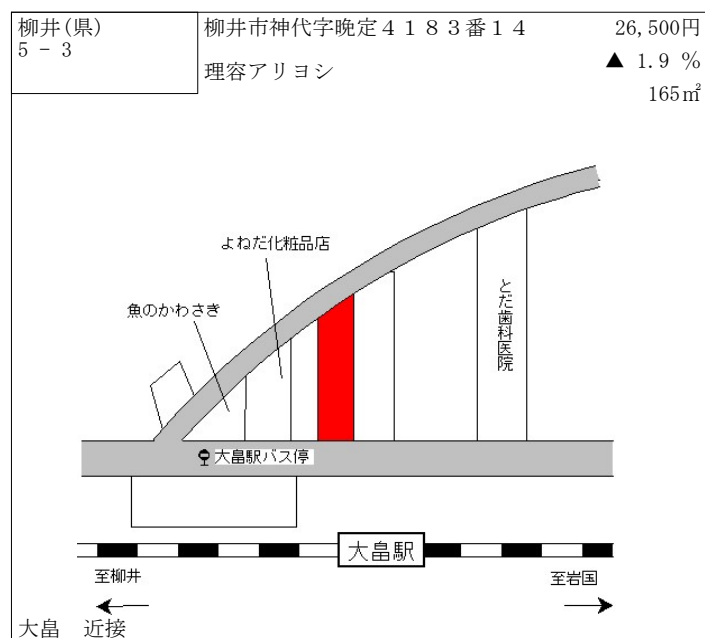 柳井(県)
5 － 3
柳井市神代字晩定４１８３番１４
理容アリヨシ
26,500円
▲ 1.9 %
165㎡
よねだ化粧品店
魚のかわさき
とだ歯科医院
大畠駅バス停
大畠駅
至柳井
至岩国
大畠　近接